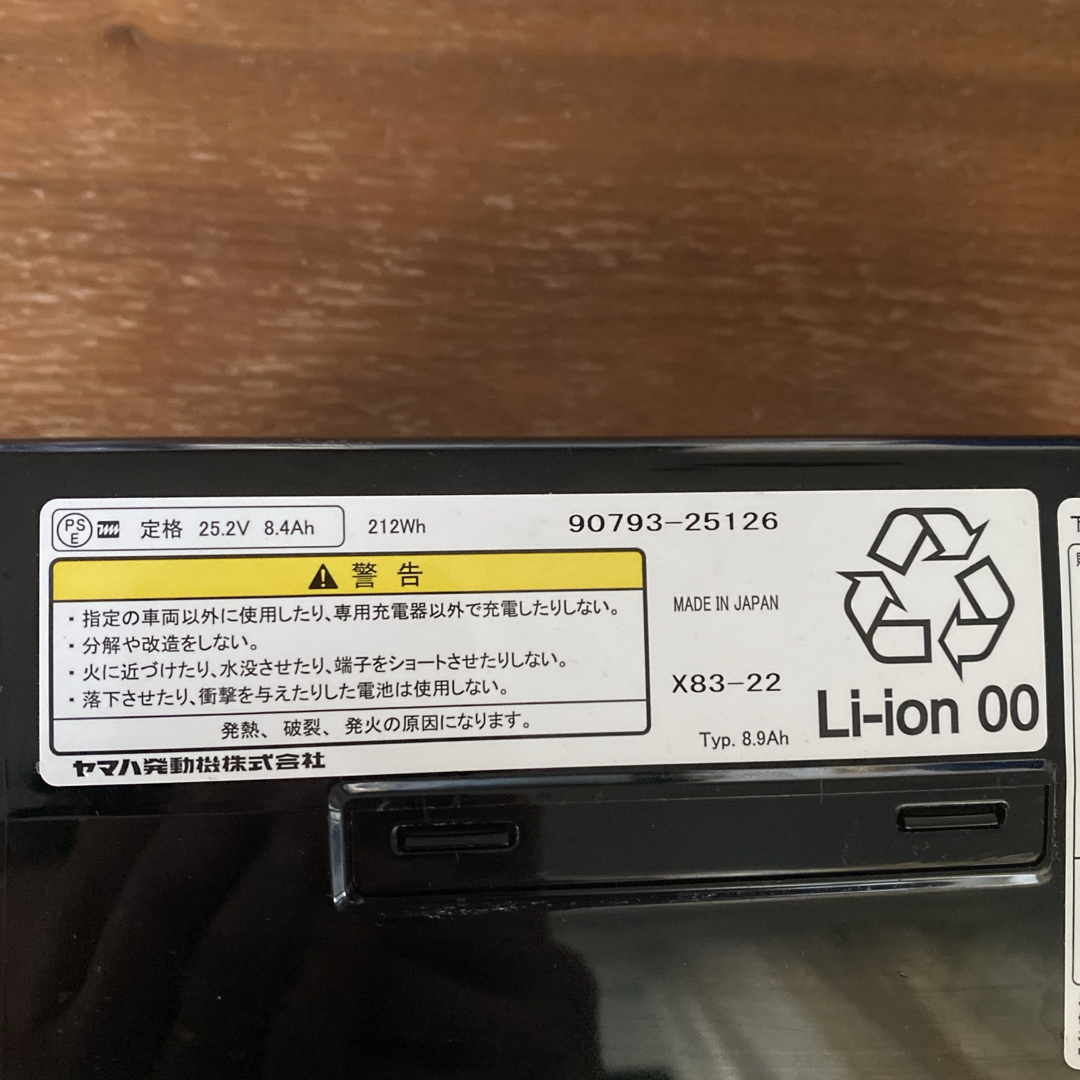 PS
E
定格 25.2V 8.4Ah 212Wh
90793-25126
警告
・指定の車両以外に使用したり、専用充電器以外で充電したりしない。
・分解や改造をしない。
・火に近づけたり、水没させたり、端子をショートさせたりしない。
・落下させたり、衝撃を与えたりした電池は使用しない。
発熱、破裂、発火の原因になります。
ヤマハ発動機株式会社
MADE IN JAPAN
X83-22
Typ. 8.9Ah
Li-ion 00